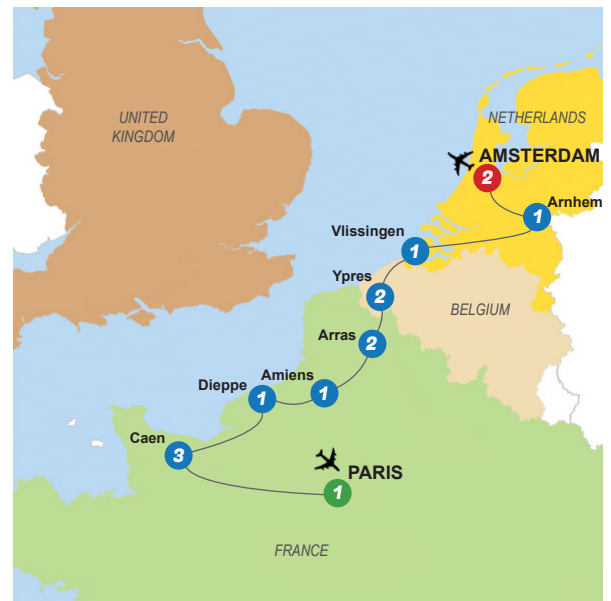 UNITED
KINGDOM
NETHERLANDS
AMSTERDAM
2
Arnhem
1
Vlissingen
1
Ypres
2
BELGIUM
Arras
2
Amiens
1
Dieppe
1
Caen
3
PARIS
1
FRANCE